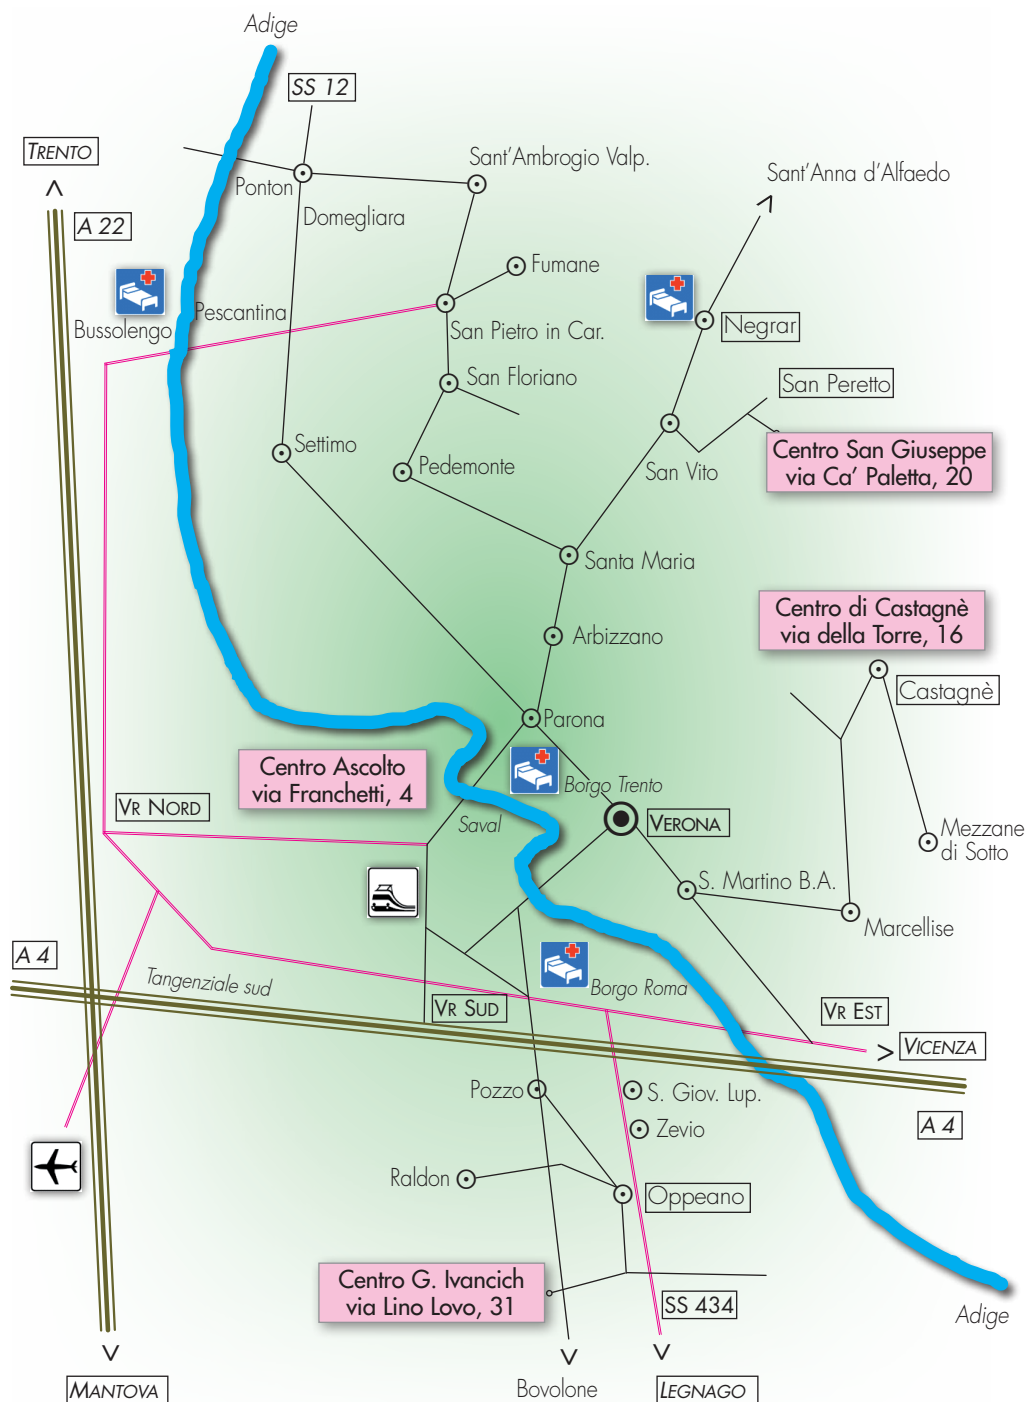 Adige
SS 12
TRENTO
Sant'Ambrogio Valp.
Sant'Anna d'Alfaedo
Ponton
Domegliara
A 22
Fumane
Pescantina
Bussolengo
San Pietro in Car.
Negrar
San Floriano
San Peretto
Settimo
Pedemonte
San Vito
Centro San Giuseppe
via Ca' Paletta, 20
Santa Maria
Centro di Castagnè
via della Torre, 16
Arbizzano
Castagnè
Parona
Centro Ascolto
via Franchetti, 4
Borgo Trento
VR NORD
Saval
VERONA
Mezzane
di Sotto
S. Martino B.A.
Marcellise
A 4
Tangenziale sud
Borgo Roma
VR SUD
VR EST
VICENZA
Pozzo
S. Giov. Lup.
A 4
Zevio
Raldon
Oppeano
Centro G. Ivancich
via Lino Lovo, 31
SS 434
Adige
MANTOVA
Bovolone
LEGNAGO